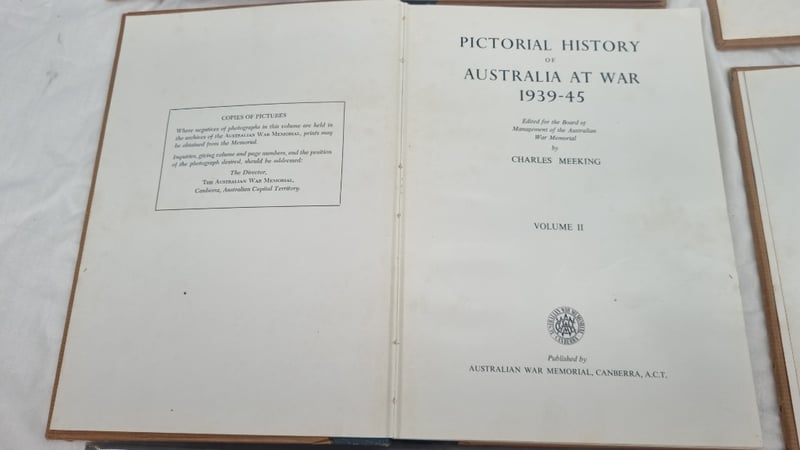 COPIES OF PICTURES
Where negatives of photographs in this volume are held in
the archives of the AUSTRALIAN WAR MEMORIAL, prints may
be obtained from the Memorial.
Inquiries, giving volume and page numbers, and the position
of the photograph desired, should be addressed:
The Director,
THE AUSTRALIAN WAR MEMORIAL,
Canberra, Australian Capital Territory.
PICTORIAL HISTORY
OF
AUSTRALIA AT WAR
1939-45
Edited for the Board of
Management of the Australian
War Memorial
by
CHARLES MEEKING
VOLUME II
AUSTRALIAN WAR MEMORIAL
CANBERRA
Published by
AUSTRALIAN WAR MEMORIAL, CANBERRA, A.C.T.